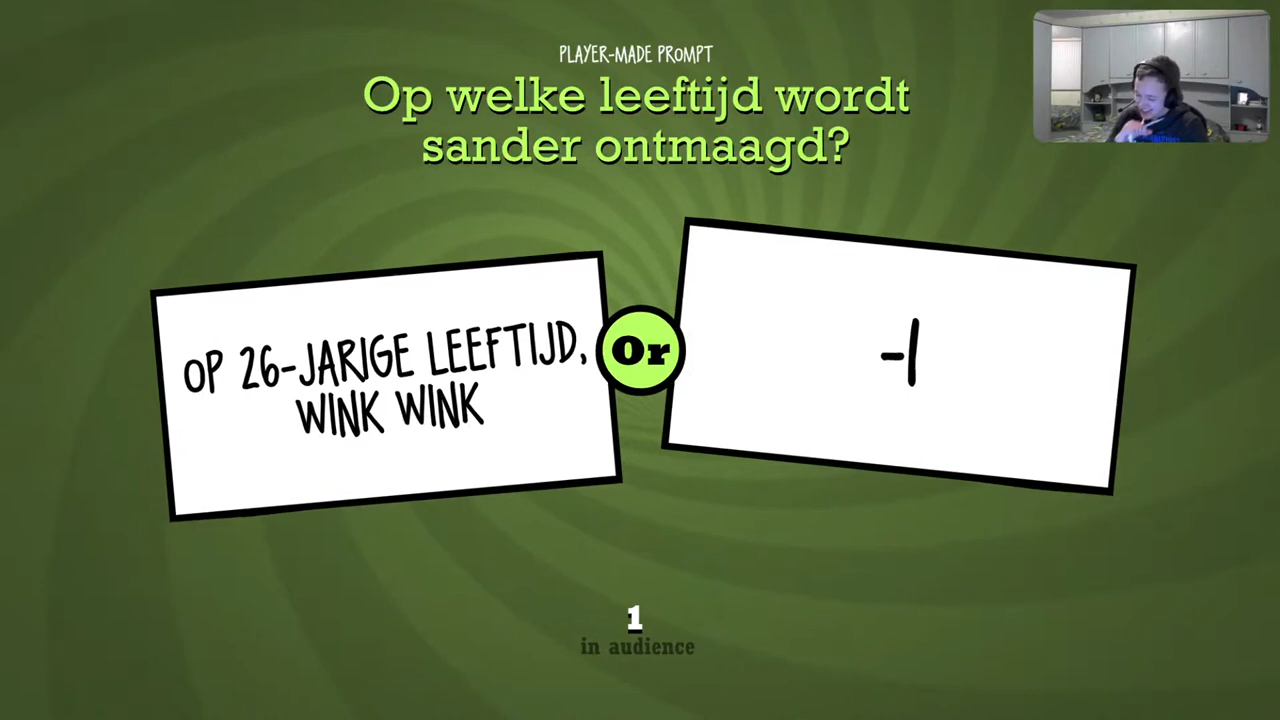 PLAYER-MADE PROMPT
Op welke leeftijd wordt
sander ontmaagd?
OP 26-JARIGE LEEFTIJD,
WINK WINK
Or
-1
1
in audience